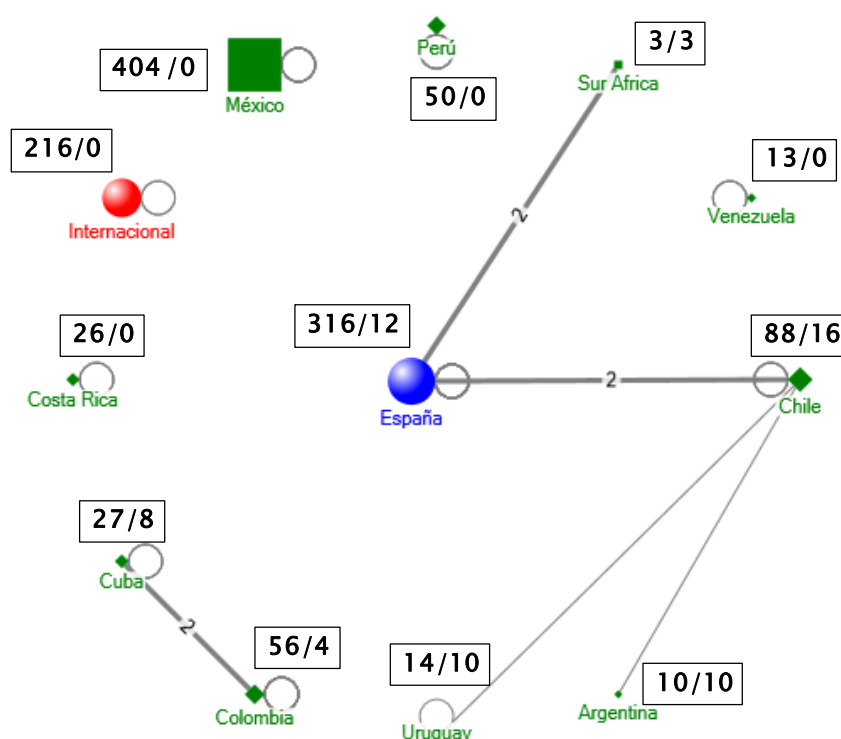 404 /0
México
Perú
50/0
3/3
Sur Africa
216/0
Internacional
13/0
Venezuela
2
26/0
Costa Rica
316/12
España
2
88/16
Chile
27/8
Cuba
2
56/4
Colombia
14/10
Uruguay
10/10
Argentina